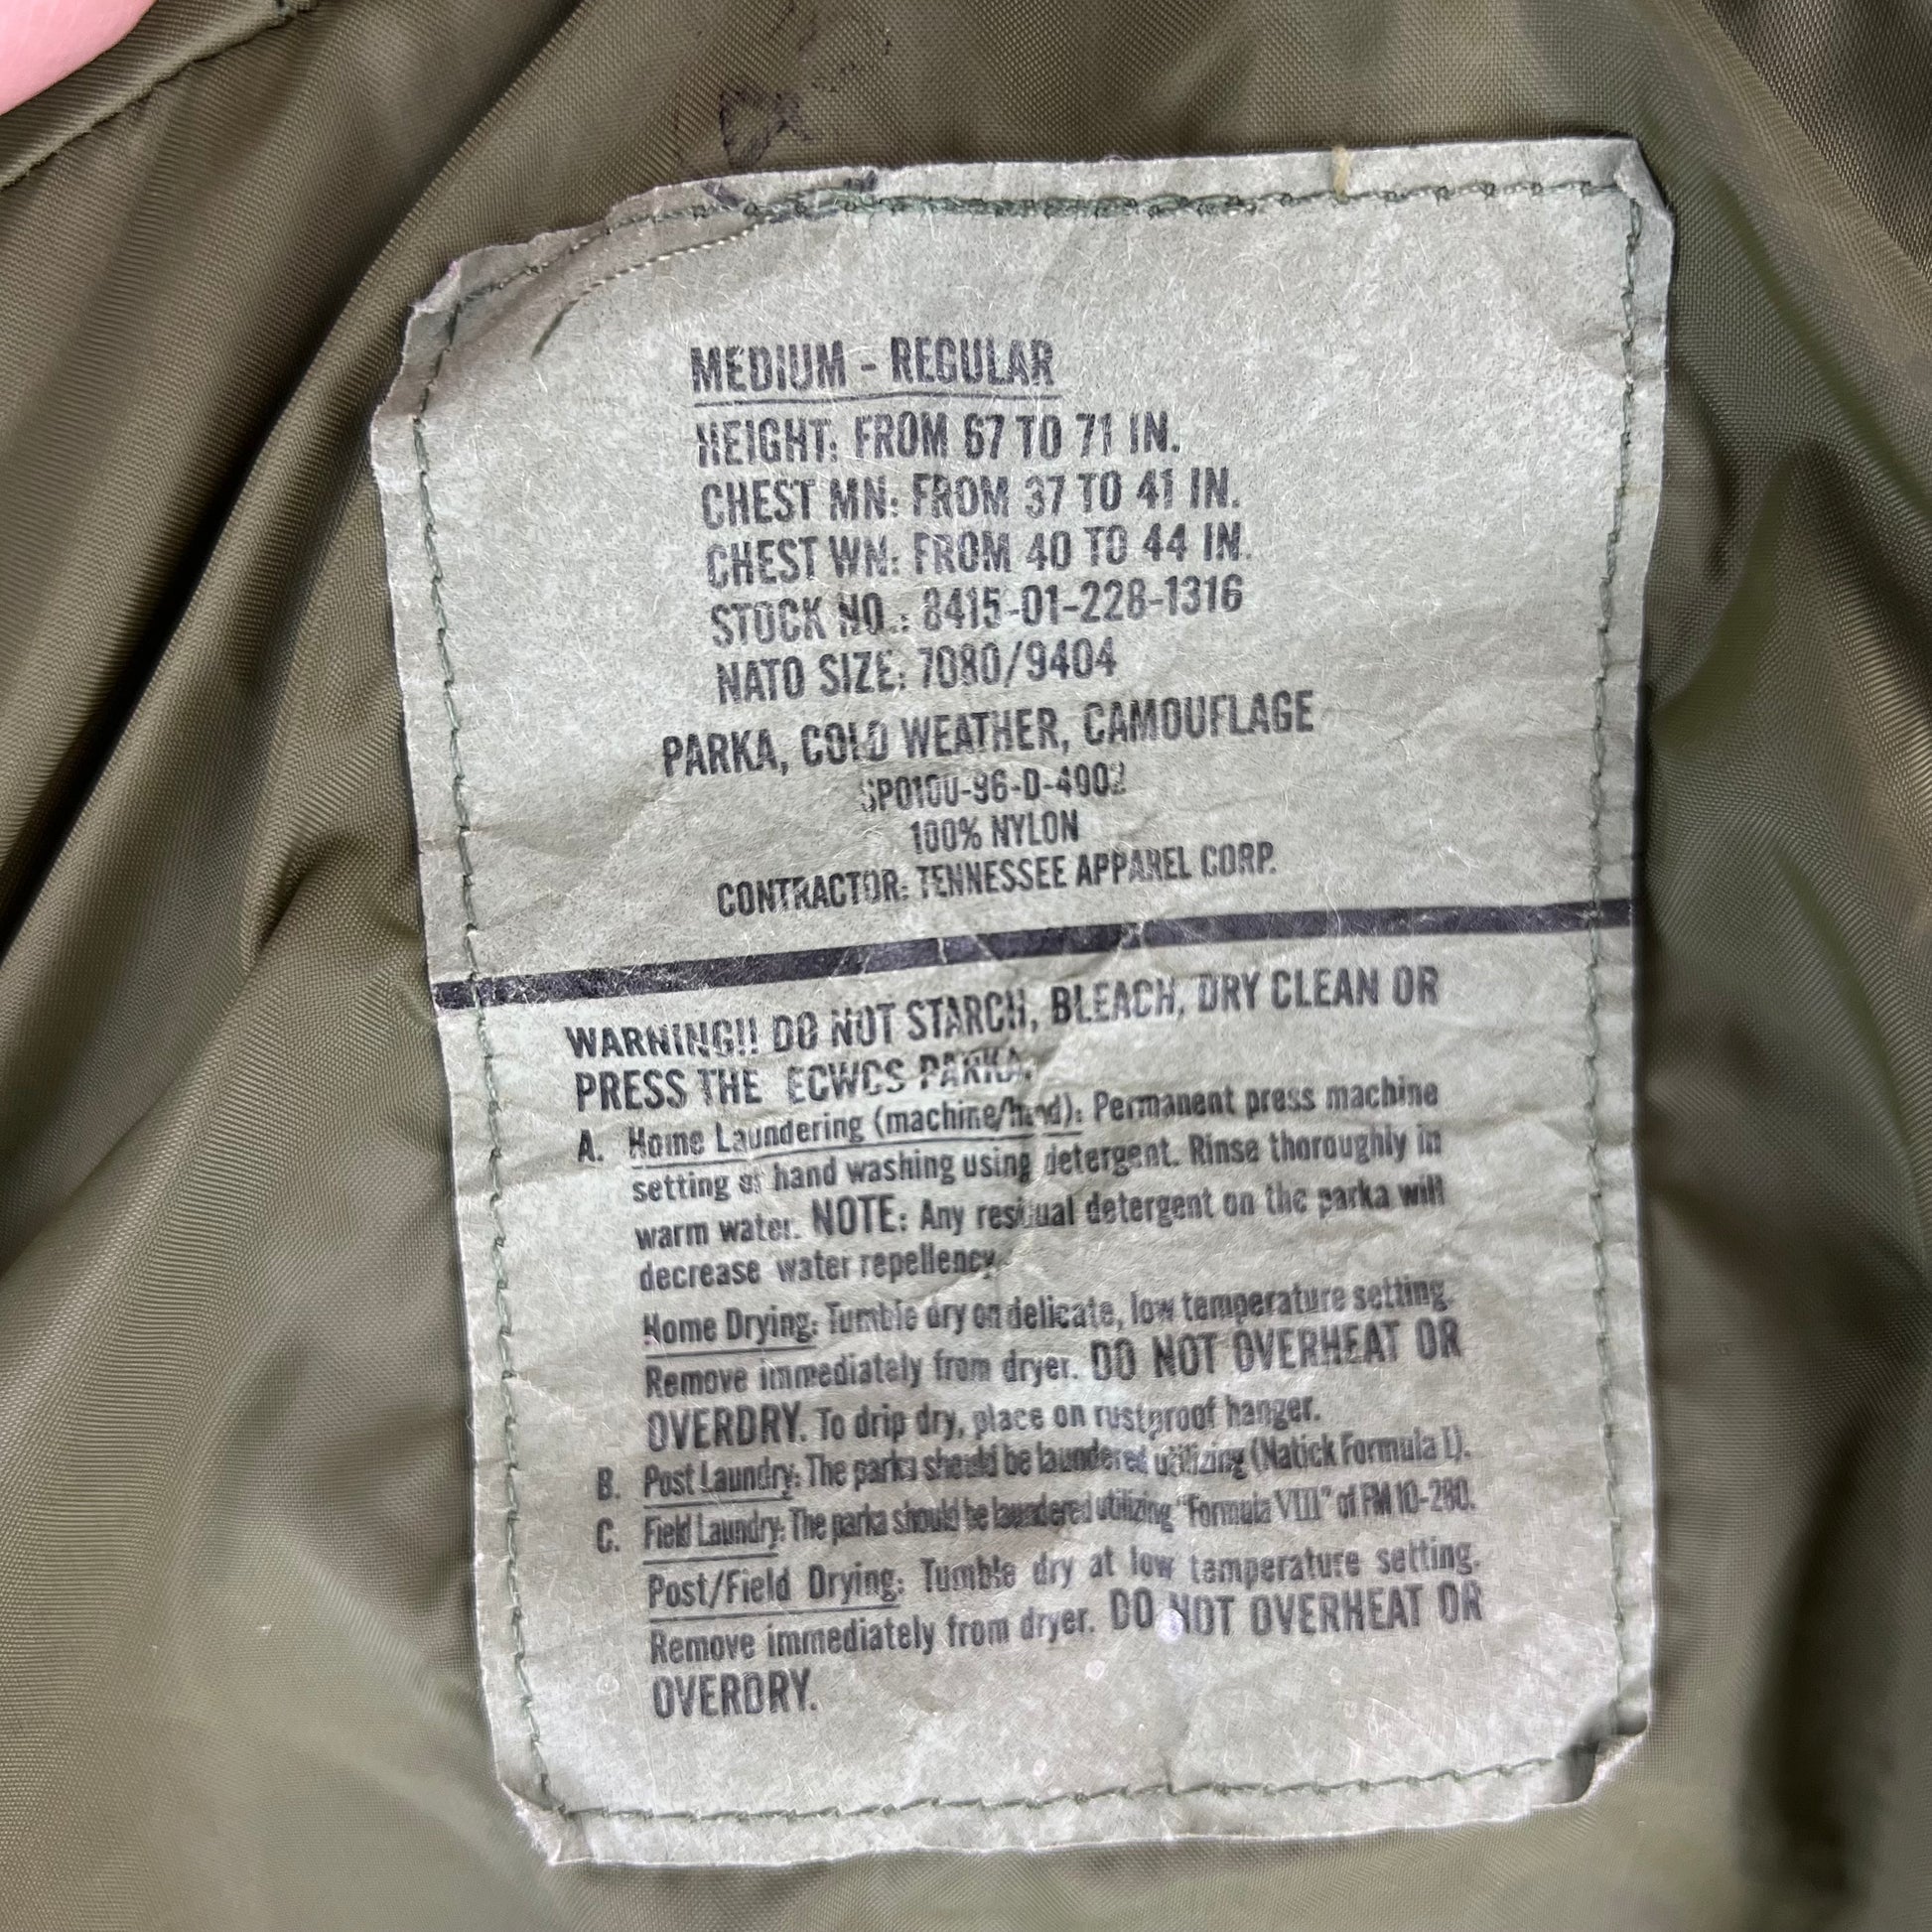 MEDIUM - REGULAR
HEIGHT: FROM 67 TO 71 IN.
CHEST MN: FROM 37 TO 41 IN.
CHEST WN: FROM 40 TO 44 IN.
STOCK NO.: 8415-01-228-1316
NATO SIZE: 7080/9404
PARKA, COLD WEATHER, CAMOUFLAGE
SP0100-96-D-4002
100% NYLON
CONTRACTOR: TENNESSEE APPAREL CORP.
WARNING!! DO NOT STARCH, BLEACH, DRY CLEAN OR
PRESS THE ECWCS PARKA.
A. Home Laundering (machine/hand): Permanent press machine
setting or hand washing using detergent. Rinse thoroughly in
warm water. NOTE: Any residual detergent on the parka will
decrease water repellency.
Home Drying: Tumble dry on delicate, low temperature setting.
Remove immediately from dryer. DO NOT OVERHEAT OR
OVERDRY. To drip dry, place on rustproof hanger.
B. Post Laundry: The parka should be laundered utilizing (Natick Formula I).
C. Field Laundry: The parka should be laundered utilizing "Formula VIII" of FM 10-280.
Post/Field Drying: Tumble dry at low temperature setting.
Remove immediately from dryer. DO NOT OVERHEAT OR
OVERDRY.